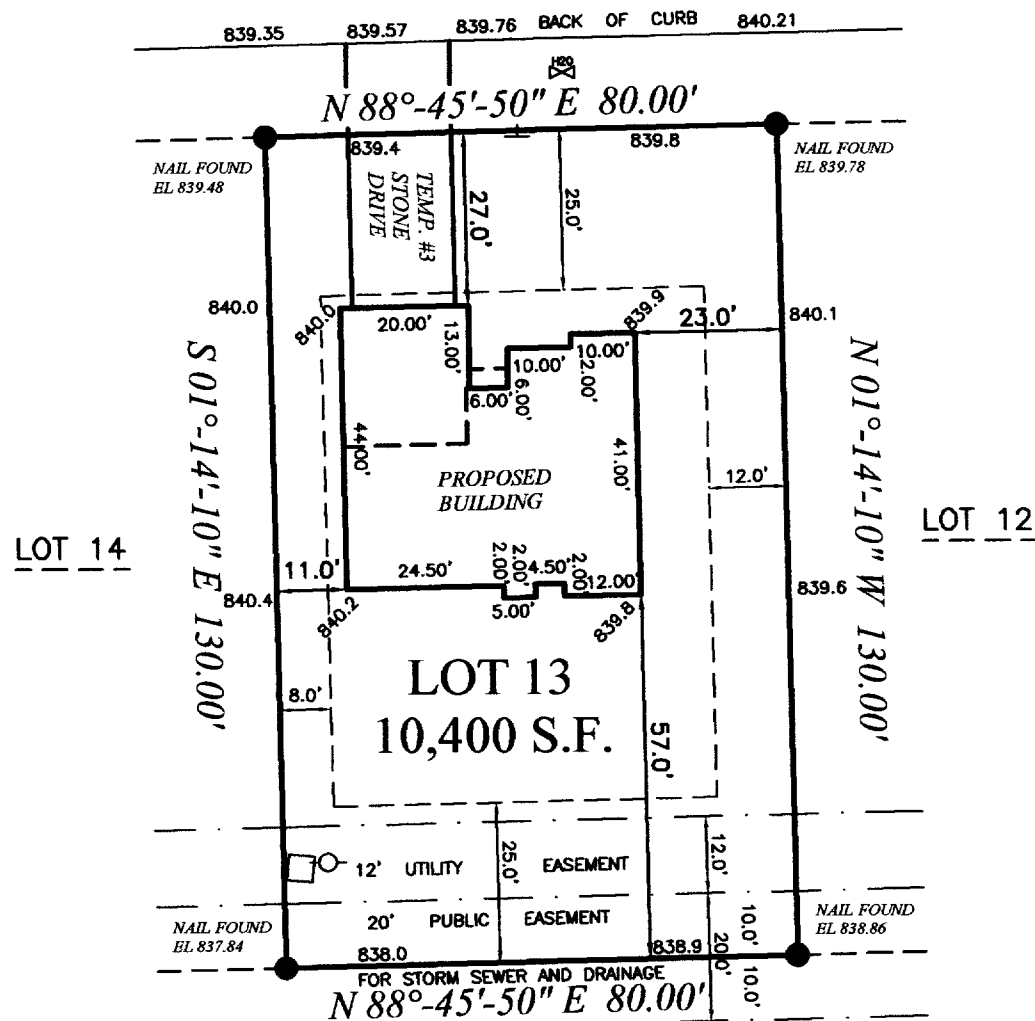 839.35 839.57 839.76 BACK OF CURB 840.21
H20
N 88°-45'-50" E 80.00'
839.4 839.8
NAIL FOUND
EL 839.48
NAIL FOUND
EL 839.78
TEMP. #3
STONE
DRIVE
27.0'
25.0'
840.0 840.0 20.00' 13.00' 839.9 23.0' 840.1
10.00' 10.00' 2.00'
6.00' 6.00'
S 01°-14'-10" E 130.00'
N 01°-14'-10" W 130.00'
44.00'
41.00'
PROPOSED
BUILDING
12.0'
LOT 14
LOT 12
11.0' 24.50' 2.00' 2.00' 4.50' 2.00' 12.00'
840.4 840.2 5.00' 839.8 839.6
LOT 13
10,400 S.F.
8.0'
57.0'
12' UTILITY EASEMENT
25.0'
12.0'
20' PUBLIC EASEMENT
NAIL FOUND
EL 837.84
NAIL FOUND
EL 838.86
10.0'
20.0'
10.0'
838.0 838.9
FOR STORM SEWER AND DRAINAGE
N 88°-45'-50" E 80.00'